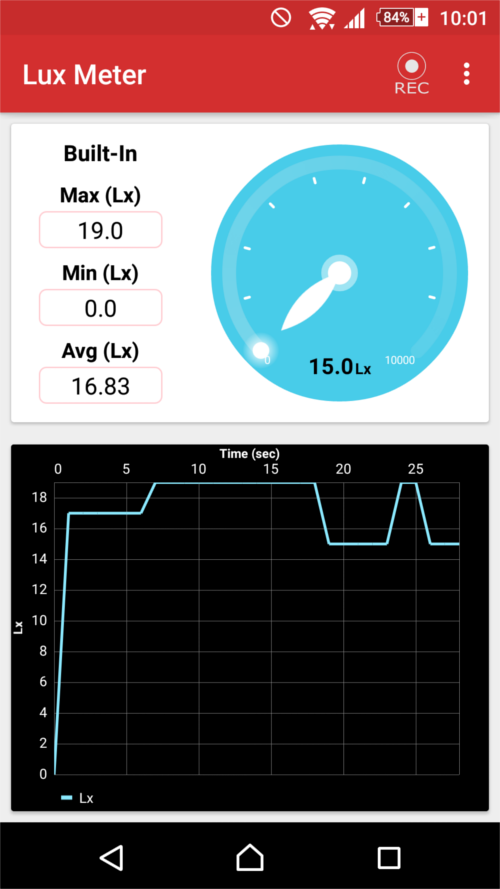 84%
10:01
Lux Meter
REC
Built-In
Max (Lx)
19.0
Min (Lx)
0.0
Avg (Lx)
16.83
0
15.0Lx
10000
Time (sec)
0 5 10 15 20 25
18
16
14
12
10
8
6
4
2
0
Lx
Lx